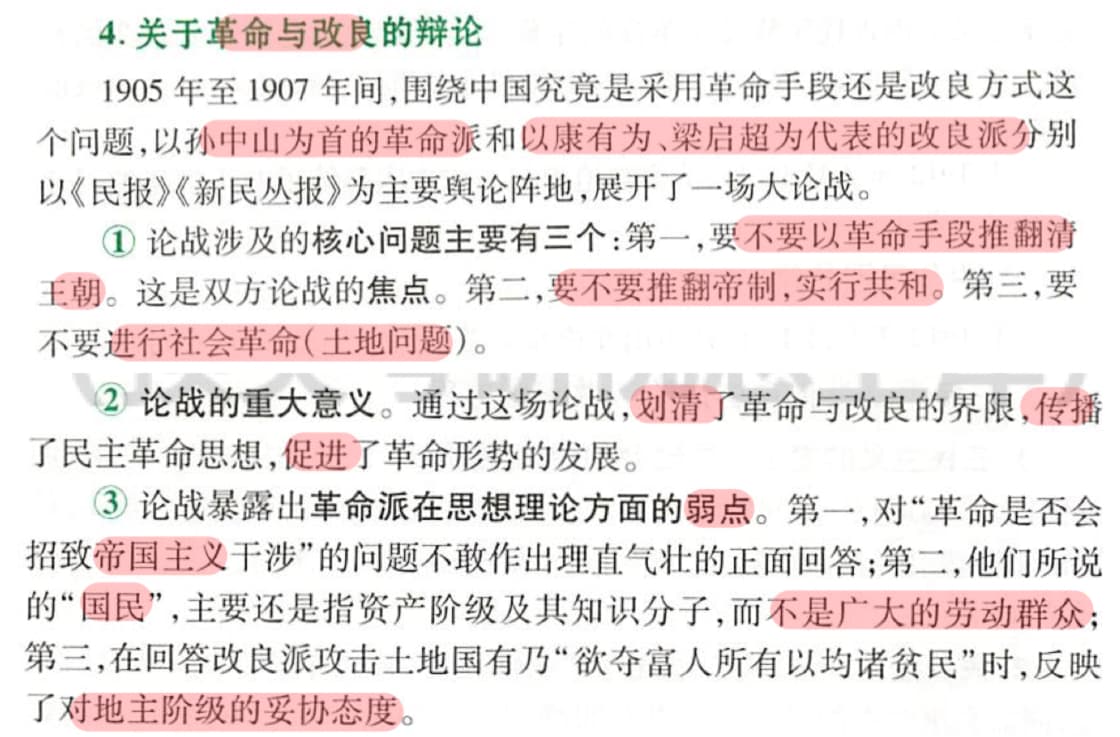 4. 关于革命与改良的辩论
1905 年至 1907 年间,围绕中国究竟是采用革命手段还是改良方式这
个问题,以孙中山为首的革命派和以康有为、梁启超为代表的改良派分别
以《民报》《新民丛报》为主要舆论阵地,展开了一场大论战。
① 论战涉及的核心问题主要有三个:第一,要不要以革命手段推翻清
王朝。这是双方论战的焦点。第二,要不要推翻帝制,实行共和。第三,要
不要进行社会革命(土地问题)。
② 论战的重大意义。通过这场论战,划清了革命与改良的界限,传播
了民主革命思想,促进了革命形势的发展。
③ 论战暴露出革命派在思想理论方面的弱点。第一,对“革命是否会
招致帝国主义干涉”的问题不敢作出理直气壮的正面回答;第二,他们所说
的“国民”,主要还是指资产阶级及其知识分子,而不是广大的劳动群众;
第三,在回答改良派攻击土地国有乃“欲夺富人所有以均诸贫民”时,反映
了对地主阶级的妥协态度。